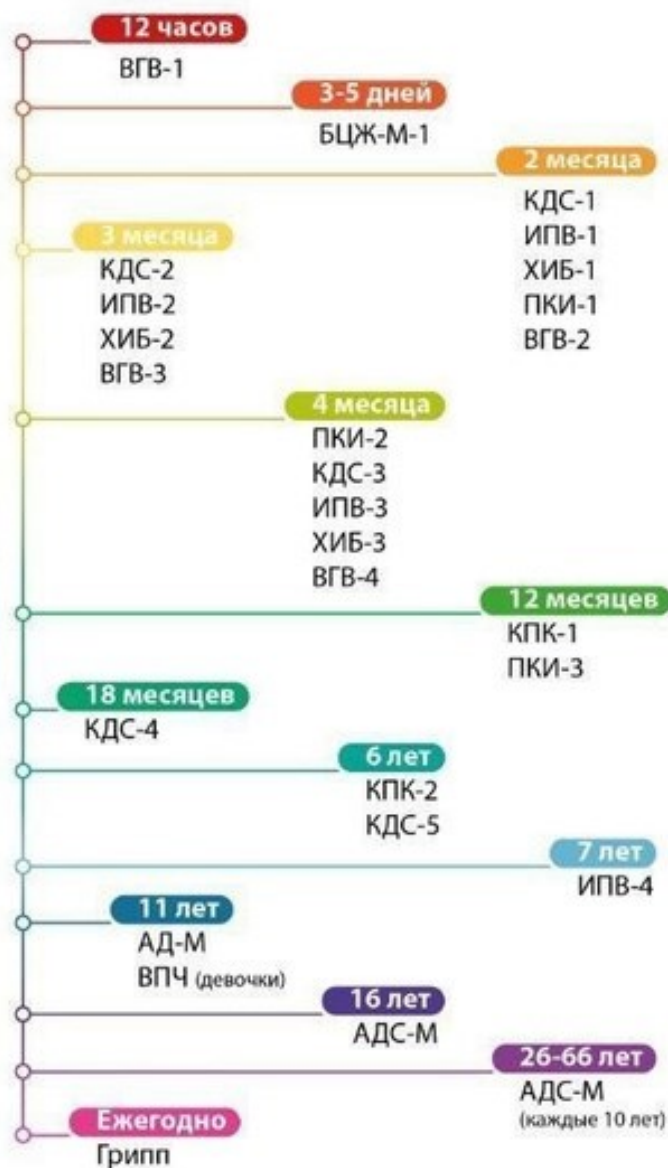 12 часов
ВГВ-1
3-5 дней
БЦЖ-М-1
2 месяца
КДС-1
ИПВ-1
ХИБ-1
ПКИ-1
ВГВ-2
3 месяца
КДС-2
ИПВ-2
ХИБ-2
ВГВ-3
4 месяца
ПКИ-2
КДС-3
ИПВ-3
ХИБ-3
ВГВ-4
12 месяцев
КПК-1
ПКИ-3
18 месяцев
КДС-4
6 лет
КПК-2
КДС-5
7 лет
ИПВ-4
11 лет
АД-М
ВПЧ (девочки)
16 лет
АДС-М
26-66 лет
АДС-М
(каждые 10 лет)
Ежегодно
Грипп